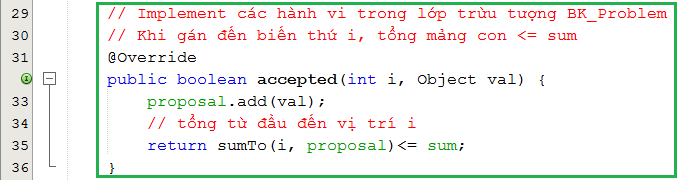 29 // Implement các hành vi trong lớp trừu tượng BK_Problem
30 // Khi gán đến biến thứ i, tổng mảng con <= sum
31 @Override
public boolean accepted(int i, Object val) {
33 proposal.add(val);
34 // tổng từ đầu đến vị trí i
35 return sumTo(i, proposal)<= sum;
36 }